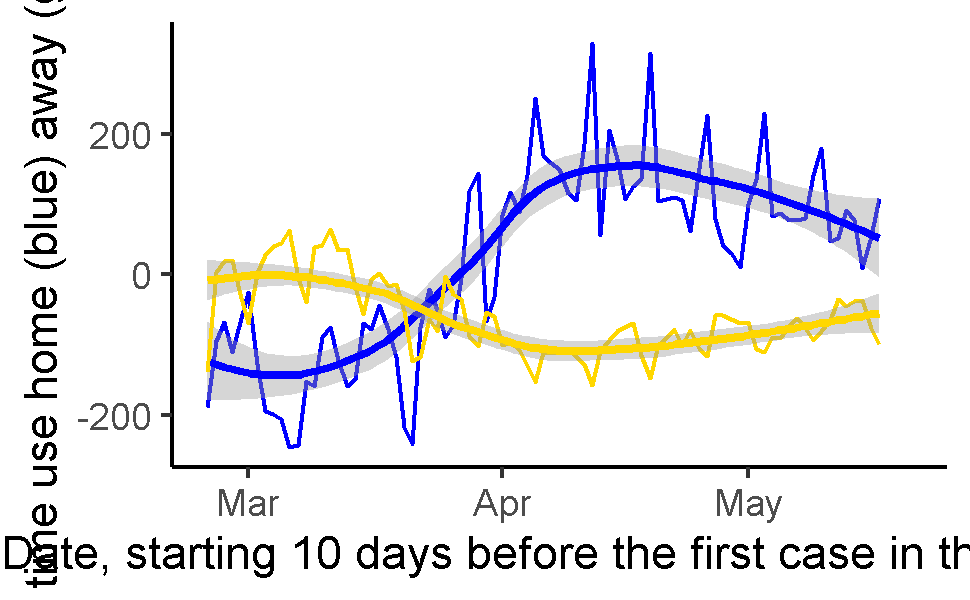 time use home (blue) away (
200
0
-200
Mar Apr May
Date, starting 10 days before the first case in th